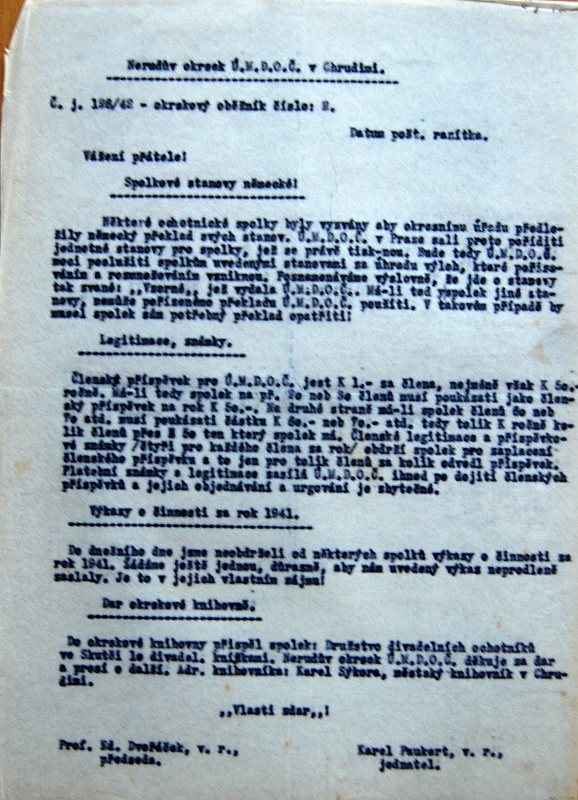 Nerudův okrsek Ú.M.D.O.Č. v Chrudimi.
Č. j. 126/42 - okrskový oběžník číslo: 2.
Datum pošt. razítka.
Vážení přátelé!
Spolkové stanovy německé!
Některé ochotnické spolky byly vyzvány aby okresnímu úřadu předlo-
žily německý překlad svých stanov. Ú.M.D.O.Č. v Praze dali proto poříditi
jednotné stanovy pro spolky, jež se právě tisk-nou. Bude tedy Ú.M.D.O.Č.
moci posloužiti spolkům uvedenými stanovami za úhradu výloh, které pořízo-
váním a rozmnožováním vzniknou. Poznamenáváme výslovně, že jde o stanovy
tak zvané: ,,Vzorné,, jež vydala Ú.M.D.O.Č.. Má-li teď spolek jiné sta-
novy, nemůže pořízeného překladu Ú.M.D.O.Č. použíti. V takovém případě by
musel spolek sám potřebný překlad opatřiti!
Legitimace, známky.
Členský příspěvek pro Ú.M.D.O.Č. jest K 1.- za člena, nejméně však K 50.-
ročně. Má-li tedy spolek na př. 20 neb 30 členů musí poukázati jako člen-
ský příspěvek na rok K 50.-. Na druhé straně má-li spolek členů 60 neb
70 atd. musí poukázati částku K 60.- neb 70.- atd. tedy tolik K ročně ko-
lik členů přes 50 ten který spolek má. Členské legitimace a příspěvko-
vé známky /čtyři pro každého člena za rok/ obdrží spolek pro zaplacení
členského příspěvku a to jen pro tolik členů za kolik odvedl příspěvek.
Platební známky s legitimace zasílá Ú.M.D.O.Č. ihned po dojití členských
příspěvků a jejich objednávání a urgování je zbytečné.
Výkazy o činnosti za rok 1941.
Do dnešního dne jsme neobdrželi od některých spolků výkazy o činnosti za
rok 1941. Žádáme ještě jednou, důrazně, aby nám uvedený výkaz neprodleně
zaslaly. Je to v jejich vlastním zájmu!
Dar okrskové knihovně.
Do okrskové knihovny přispěl spolek: Družstvo divadelních ochotníků
ve Skutči 10 divadel. knížkami. Nerudův okrsek Ú.M.D.O.Č. děkuje za dar
a prosí o další. Adr. knihovníka: Karel Sýkora, městský knihovník v Chru-
dimi.
,,Vlasti zdar,,!
Prof. Ed. Dvořáček, v. r.,
předseda.
Karel Paukert, v. r.,
jednatel.